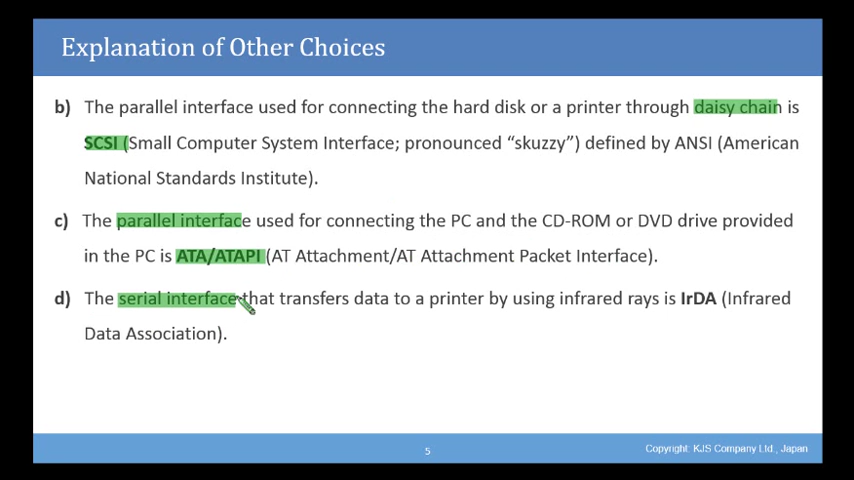 Explanation of Other Choices
b) The parallel interface used for connecting the hard disk or a printer through daisy chain is
SCSI (Small Computer System Interface; pronounced “skuzzy”) defined by ANSI (American
National Standards Institute).
c) The parallel interface used for connecting the PC and the CD-ROM or DVD drive provided
in the PC is ATA/ATAPI (AT Attachment/AT Attachment Packet Interface).
d) The serial interface that transfers data to a printer by using infrared rays is IrDA (Infrared
Data Association).
5
Copyright: KJS Company Ltd., Japan